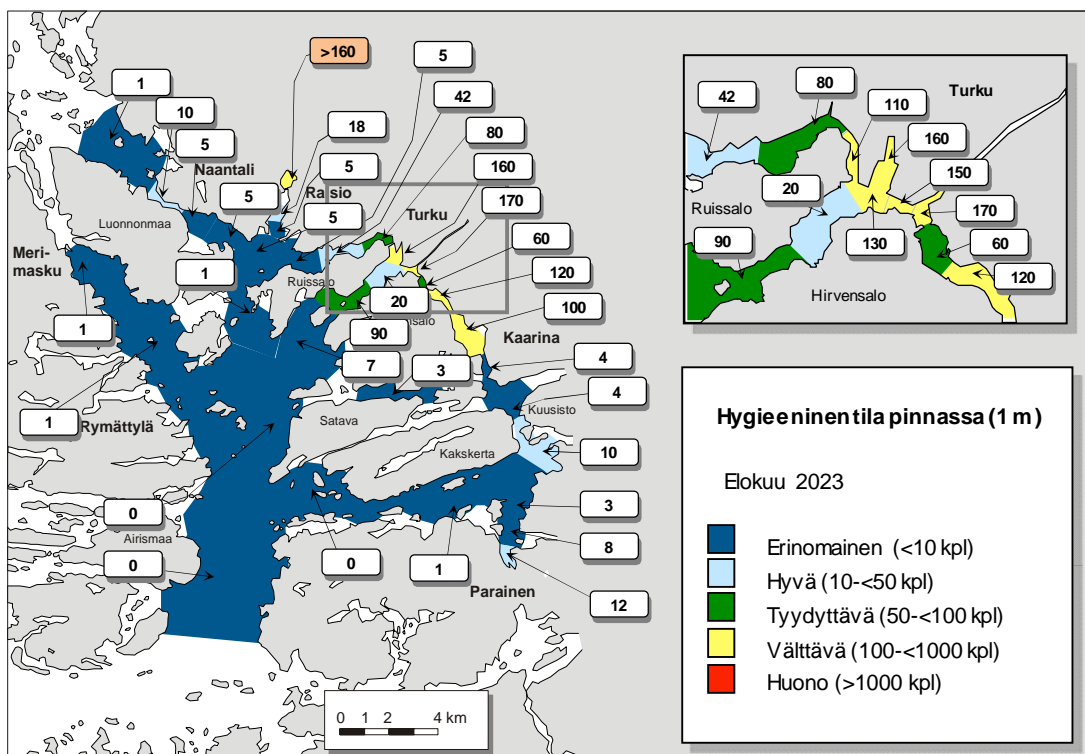 >160
5
1
42
10
18
80
5
Naantali
5
160
Raisio
5
5
170
Turku
Luonnonmaa
60
Meri-
masku
1
Ruissalo
120
20
100
1
90
Kaarina
7
3
4
1
4
Rymättylä
Satava
Kuusisto
Kakskerta
10
0
3
Airismaa
0
0
1
8
Parainen
12
0 1 2 4 km
42
80
110
Turku
160
20
150
Ruissalo
170
90
130
60
120
Hirvensalo
Hygieeninen tila pinnassa (1 m)
Elokuu 2023
Erinomainen (<10 kpl)
Hyvä (10-<50 kpl)
Tyydyttävä (50-<100 kpl)
Välttävä (100-<1000 kpl)
Huono (>1000 kpl)